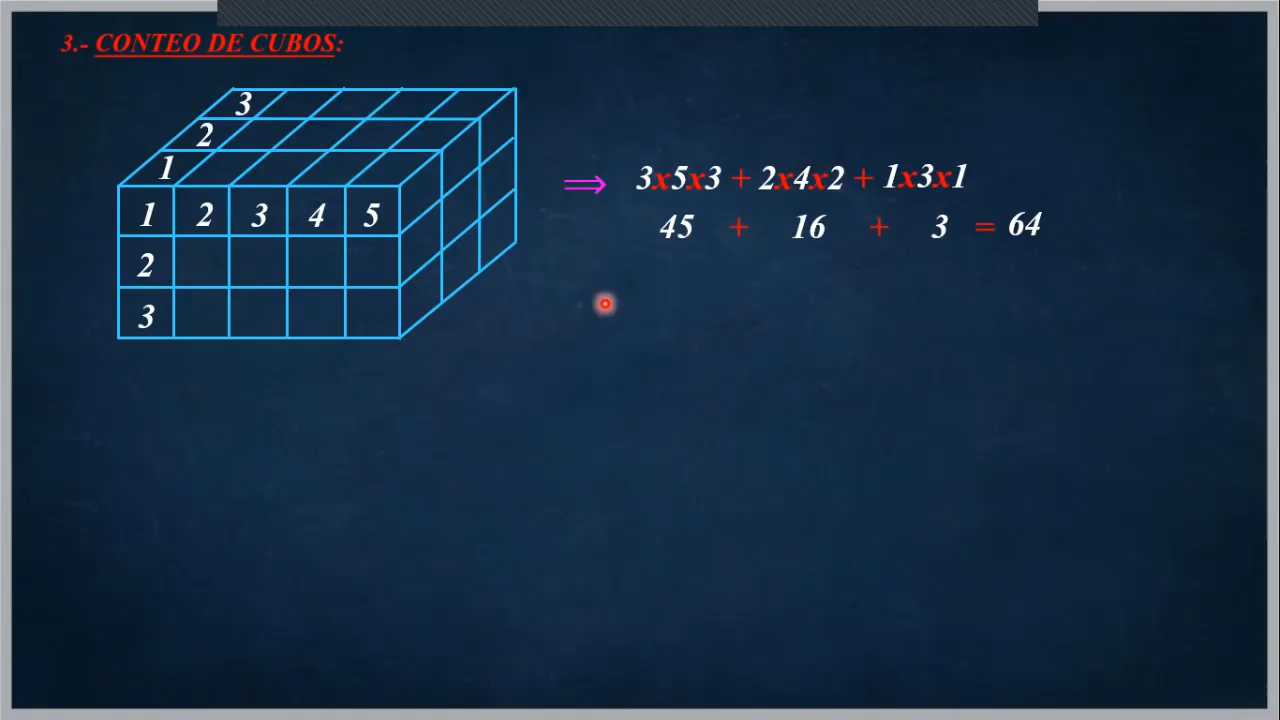 3.- CONTEO DE CUBOS:
3
2
1
1 2 3 4 5
2
3
⟹ 3x5x3 + 2x4x2 + 1x3x1
45 + 16 + 3 = 64